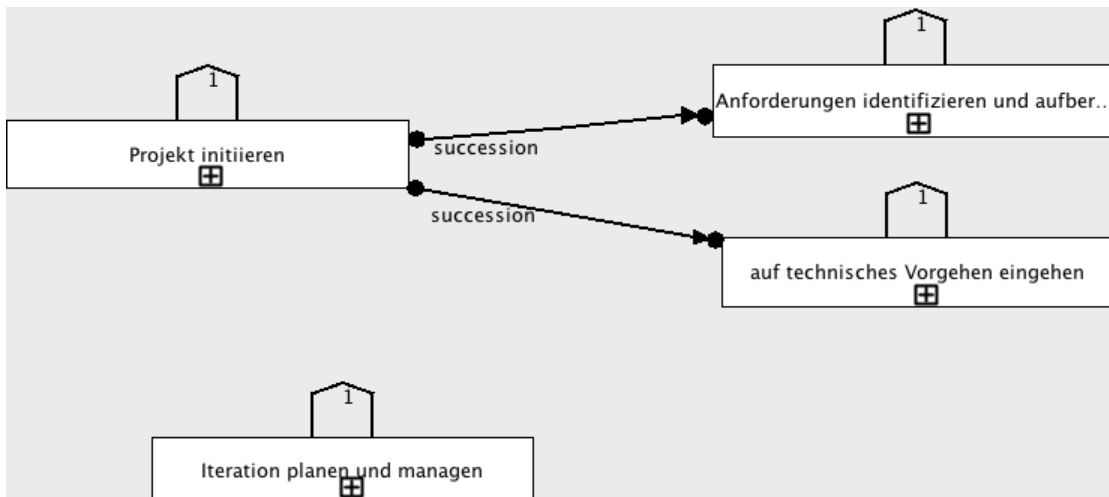 1
Anforderungen identifizieren und aufber...
1
Projekt initiieren
succession
succession
1
auf technisches Vorgehen eingehen
1
Iteration planen und managen